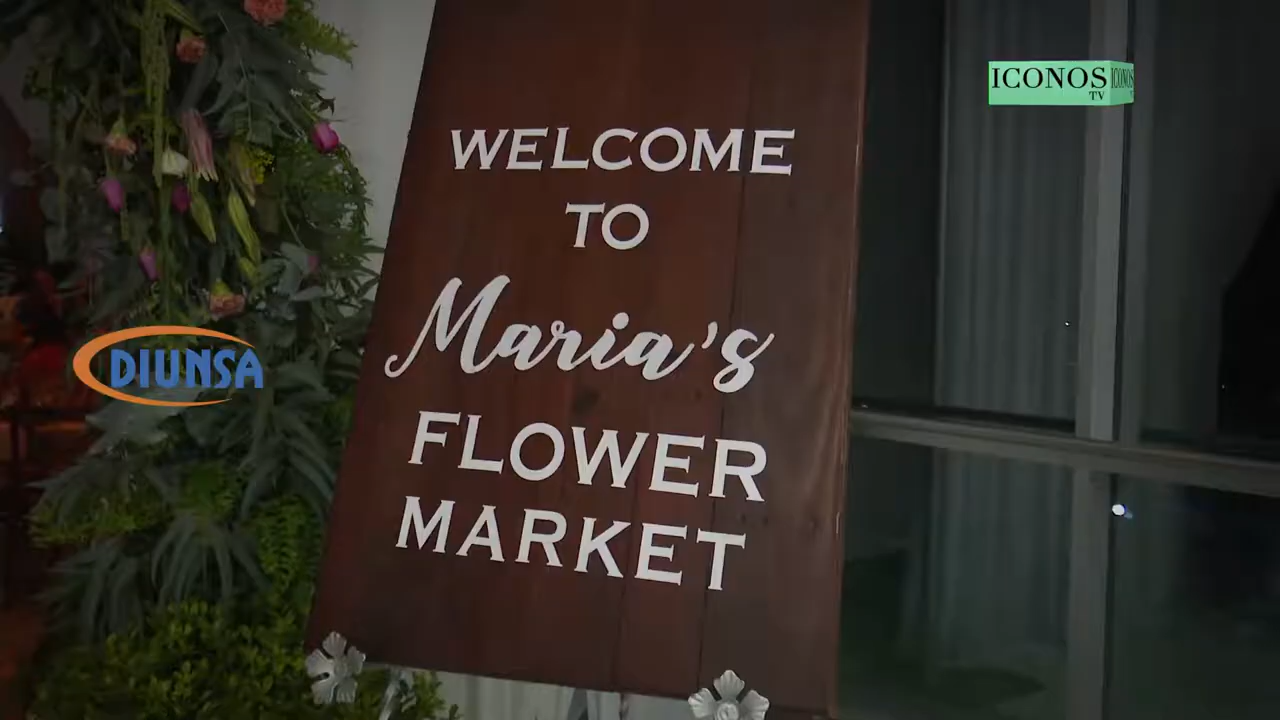 ICONOS ICONOS
TV
WELCOME
TO
Maria's
FLOWER
MARKET
DIUNSA